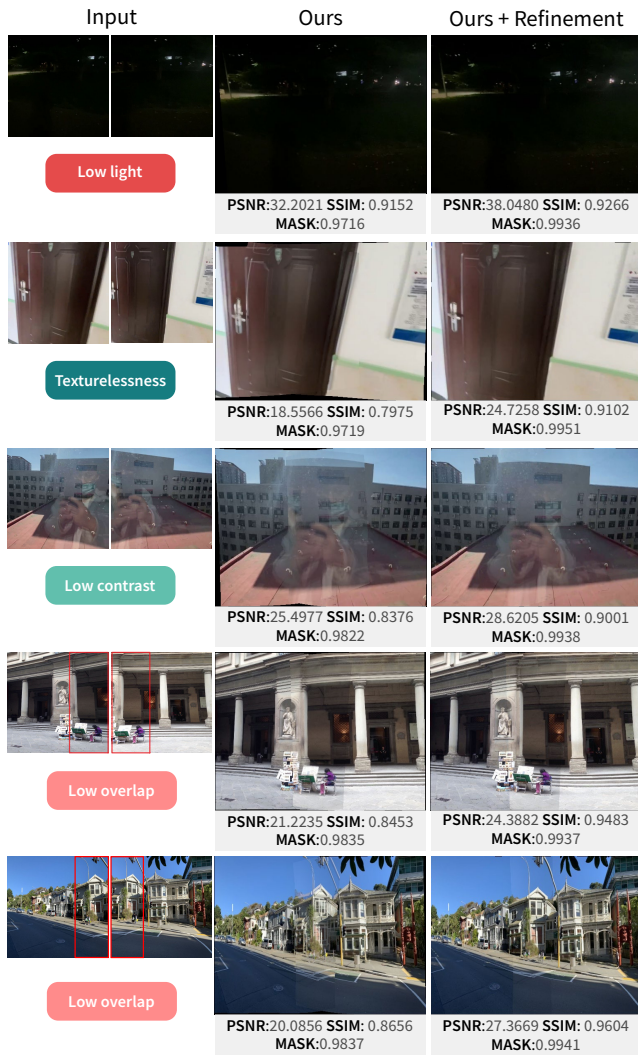 Input Ours Ours + Refinement
Low light
PSNR:32.2021 SSIM: 0.9152
MASK:0.9716
PSNR:38.0480 SSIM: 0.9266
MASK:0.9936
Texturelessness
PSNR:18.5566 SSIM: 0.7975
MASK:0.9719
PSNR:24.7258 SSIM: 0.9102
MASK:0.9951
Low contrast
PSNR:25.4977 SSIM: 0.8376
MASK:0.9822
PSNR:28.6205 SSIM: 0.9001
MASK:0.9938
Low overlap
PSNR:21.2235 SSIM: 0.8453
MASK:0.9835
PSNR:24.3882 SSIM: 0.9483
MASK:0.9937
Low overlap
PSNR:20.0856 SSIM: 0.8656
MASK:0.9837
PSNR:27.3669 SSIM: 0.9604
MASK:0.9941